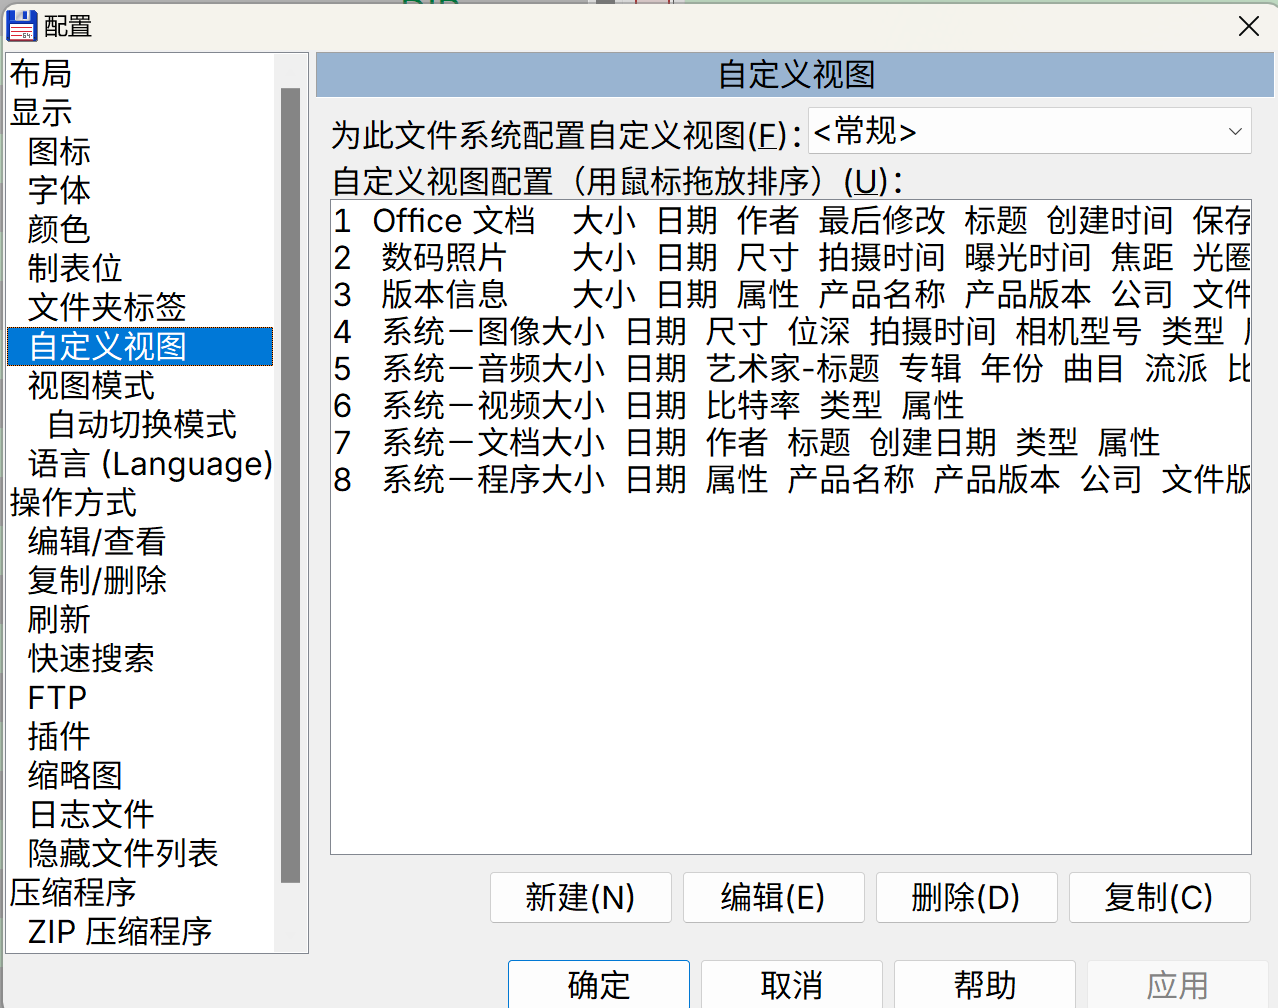 配置
布局
显示
图标
字体
颜色
制表位
文件夹标签
自定义视图
视图模式
自动切换模式
语言 (Language)
操作方式
编辑/查看
复制/删除
刷新
快速搜索
FTP
插件
缩略图
日志文件
隐藏文件列表
压缩程序
ZIP 压缩程序
自定义视图
为此文件系统配置自定义视图(F)： <常规>
自定义视图配置（用鼠标拖放排序）(U)：
1 Office 文档 大小 日期 作者 最后修改 标题 创建时间 保存
2 数码照片 大小 日期 尺寸 拍摄时间 曝光时间 焦距 光圈
3 版本信息 大小 日期 属性 产品名称 产品版本 公司 文件
4 系统－图像大小 日期 尺寸 位深 拍摄时间 相机型号 类型
5 系统－音频大小 日期 艺术家-标题 专辑 年份 曲目 流派 比
6 系统－视频大小 日期 比特率 类型 属性
7 系统－文档大小 日期 作者 标题 创建日期 类型 属性
8 系统－程序大小 日期 属性 产品名称 产品版本 公司 文件版
新建(N) 编辑(E) 删除(D) 复制(C)
确定 取消 帮助 应用